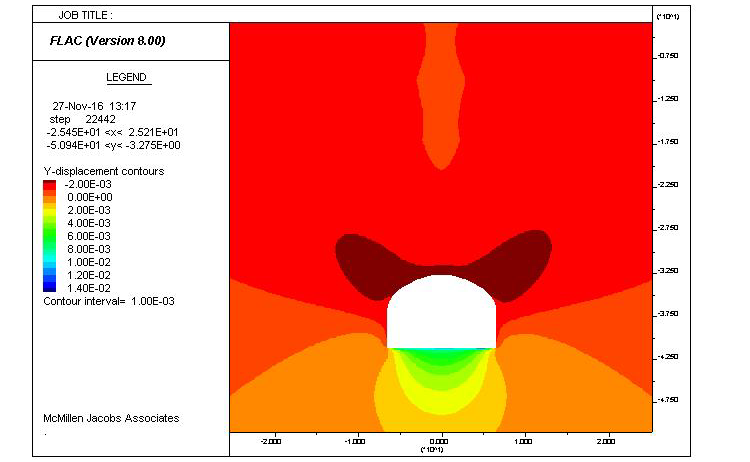 JOB TITLE :
FLAC (Version 8.00)
LEGEND
27-Nov-16 13:17
step 22442
-2.545E+01 <x< 2.521E+01
-5.094E+01 <y< -3.275E+00
Y-displacement contours
-2.00E-03
0.00E+00
2.00E-03
4.00E-03
6.00E-03
8.00E-03
1.00E-02
1.20E-02
1.40E-02
Contour interval= 1.00E-03
McMillen Jacobs Associates
(*10^1)
-0.750
-1.250
-1.750
-2.250
-2.750
-3.250
-3.750
-4.250
-4.750
-2.000 -1.000 0.000 1.000 2.000
(*10^1)